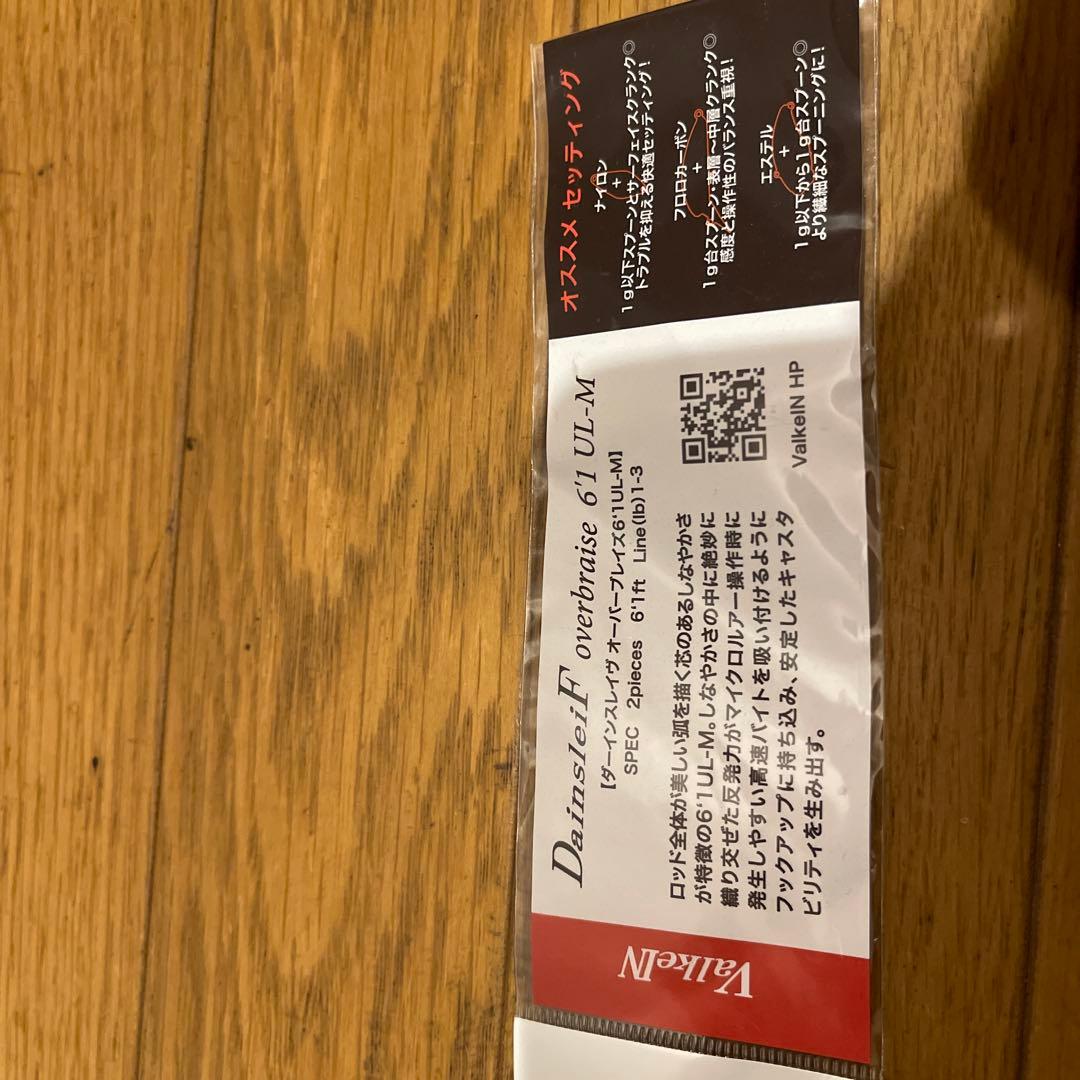 ValkeIN
DainsleiF overbraise 6'1 UL-M
【ダーインスレイヴ オーバーブレイズ6'1UL-M】
SPEC 2pieces 6'1ft Line(lb)1-3
ロッド全体が美しい弧を描く芯のあるしなやかさ
が特徴の6'1UL-M。しなやかさの中に絶妙に
織り交ぜた反発力がマイクロルアー操作時に
発生しやすい高速バイトを吸い付けるように
フックアップに持ち込み、安定したキャスタ
ビリティを生み出す。
ValkeIN HP
オススメ セッティング
ナイロン
+
1g以下スプーンとサーフェイスクランク◎
トラブルを抑える快適セッティング!
フロロカーボン
+
1g台スプーン・表層〜中層クランク◎
感度と操作性のバランス重視!
エステル
+
1g以下から1g台スプーン◎
より繊細なスプーニングに!